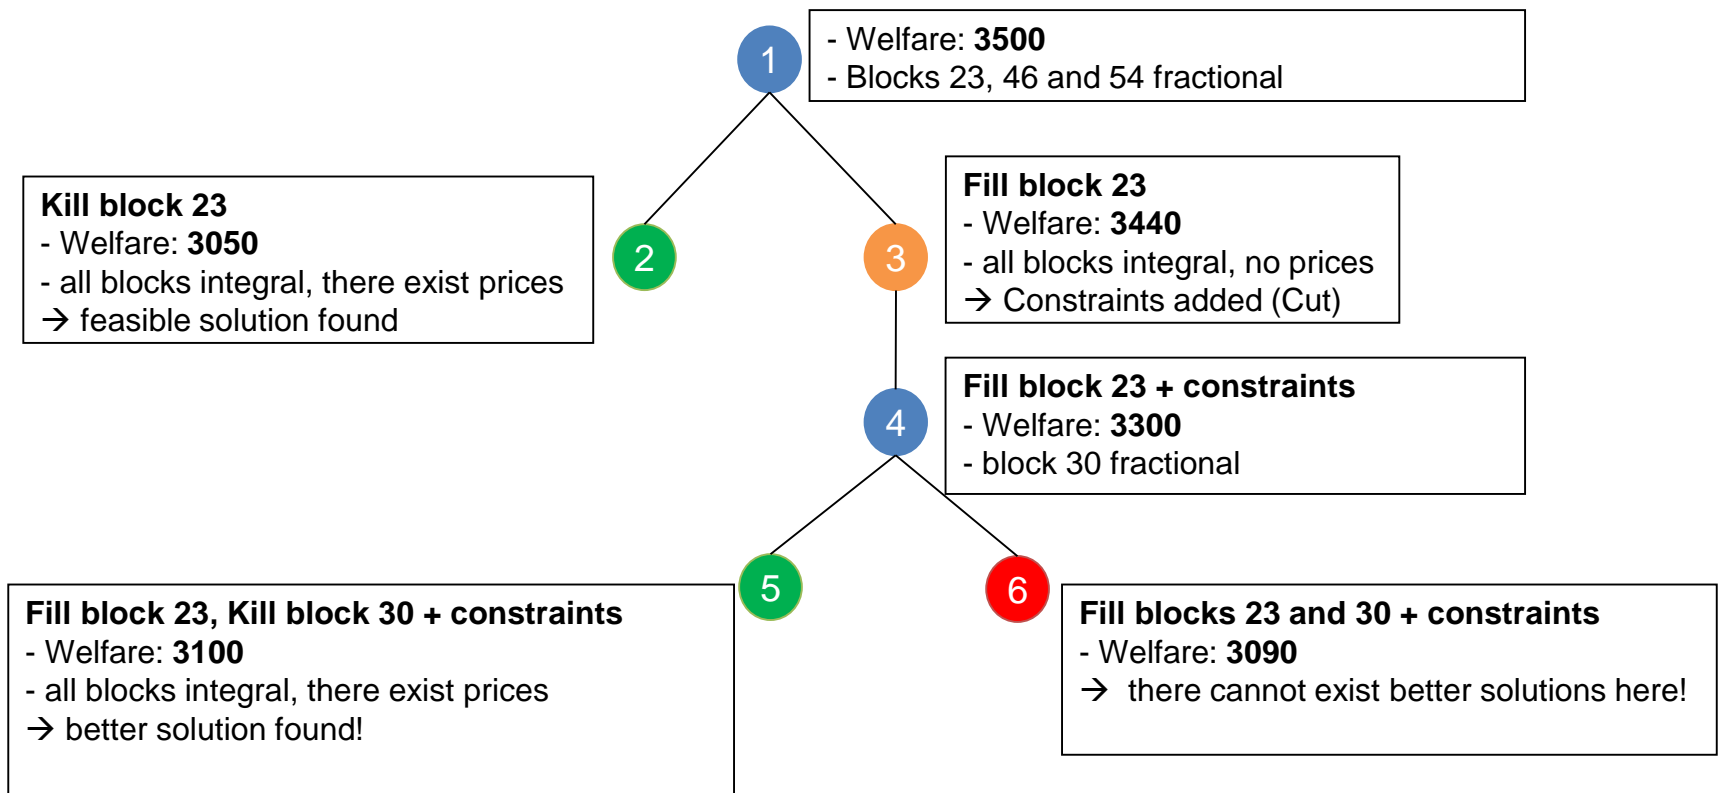 1
- Welfare: 3500
- Blocks 23, 46 and 54 fractional
Kill block 23
- Welfare: 3050
- all blocks integral, there exist prices
→ feasible solution found
2
3
Fill block 23
- Welfare: 3440
- all blocks integral, no prices
→ Constraints added (Cut)
4
Fill block 23 + constraints
- Welfare: 3300
- block 30 fractional
5
Fill block 23, Kill block 30 + constraints
- Welfare: 3100
- all blocks integral, there exist prices
→ better solution found!
6
Fill blocks 23 and 30 + constraints
- Welfare: 3090
→ there cannot exist better solutions here!